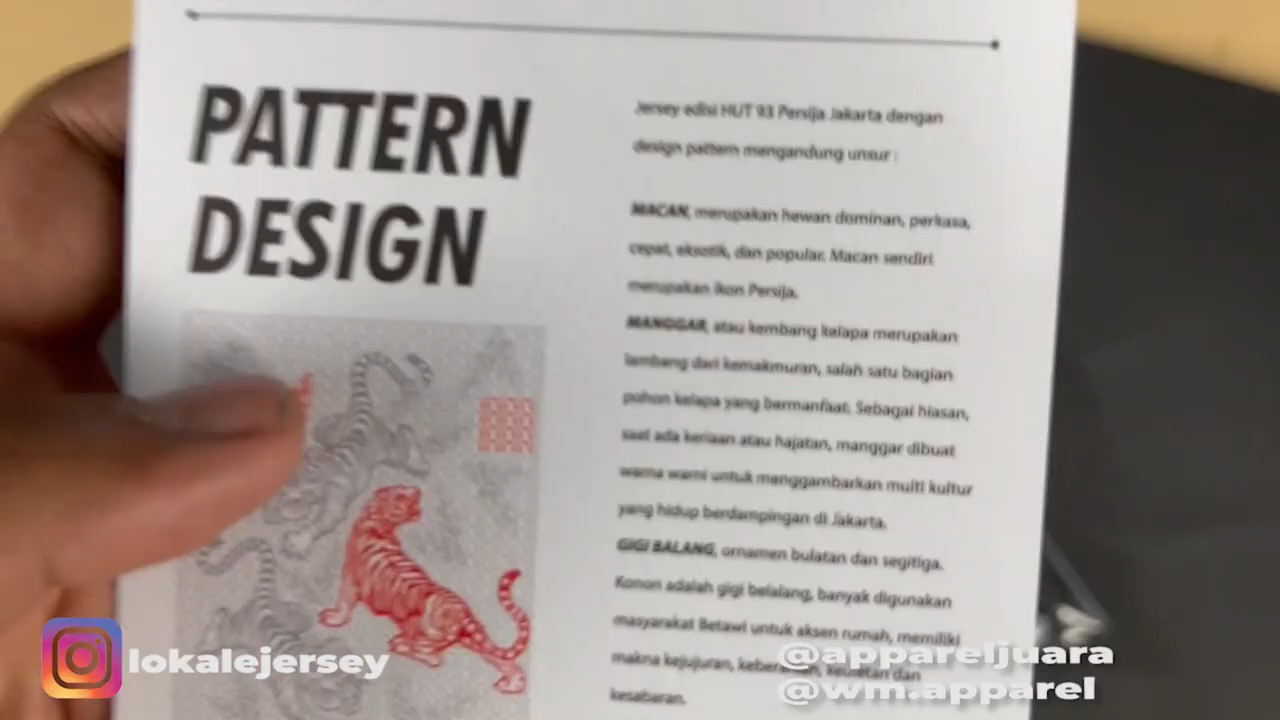 PATTERN
DESIGN
Jersey edisi HUT 93 Persija Jakarta dengan
design pattern mengandung unsur :
MACAN, merupakan hewan dominan, perkasa,
cepat, eksotik, dan popular. Macan sendiri
merupakan ikon Persija.
MANGGAR, atau kembang kelapa merupakan
lambang dari kemakmuran, salah satu bagian
pohon kelapa yang bermanfaat. Sebagai hiasan,
saat ada keriaan atau hajatan, manggar dibuat
warna warni untuk menggambarkan multi kultur
yang hidup berdampingan di Jakarta.
GIGI BALANG, ornamen bulatan dan segitiga.
Konon adalah gigi belalang, banyak digunakan
masyarakat Betawi untuk aksen rumah, memiliki
makna kejujuran, keberanian, keuletan dan
kesabaran.
lokalejersey
@appareljuara
@wm.apparel